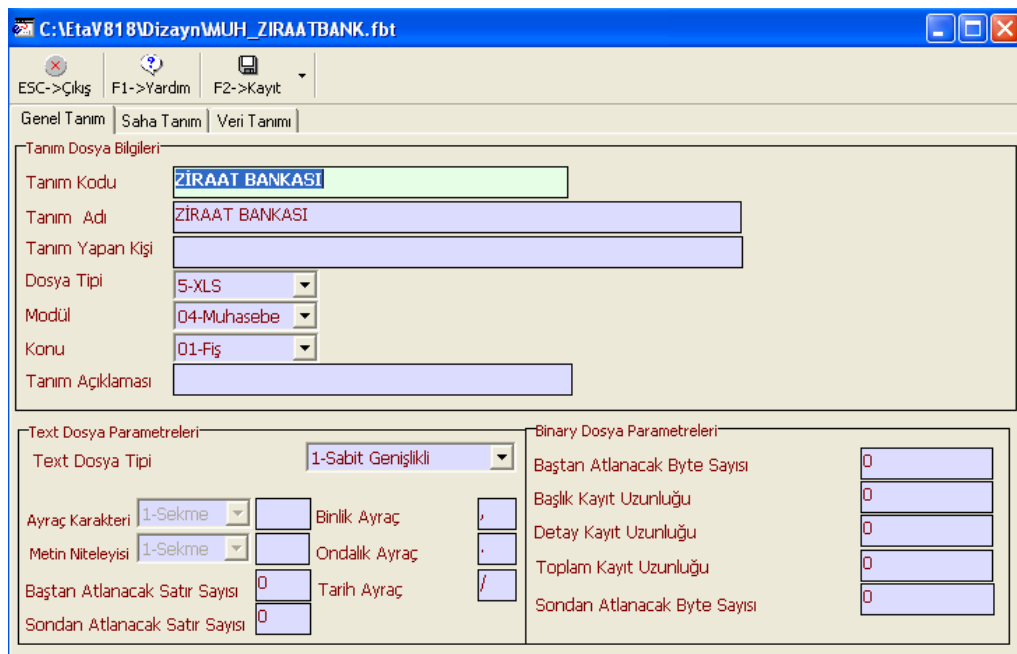 C:\EtaV818\Dizayn\MUH_ZIRAATBANK.fbt
ESC->Çıkış F1->Yardım F2->Kayıt
Genel Tanım Saha Tanım Veri Tanımı
Tanım Dosya Bilgileri
Tanım Kodu ZİRAAT BANKASI
Tanım Adı ZİRAAT BANKASI
Tanım Yapan Kişi
Dosya Tipi 5-XLS
Modül 04-Muhasebe
Konu 01-Fiş
Tanım Açıklaması
Text Dosya Parametreleri
Text Dosya Tipi 1-Sabit Genişlikli
Ayraç Karakteri 1-Sekme Binlik Ayraç ,
Metin Niteleyisi 1-Sekme Ondalık Ayraç .
Baştan Atlanacak Satır Sayısı 0 Tarih Ayraç /
Sondan Atlanacak Satır Sayısı 0
Binary Dosya Parametreleri
Baştan Atlanacak Byte Sayısı 0
Başlık Kayıt Uzunluğu 0
Detay Kayıt Uzunluğu 0
Toplam Kayıt Uzunluğu 0
Sondan Atlanacak Byte Sayısı 0